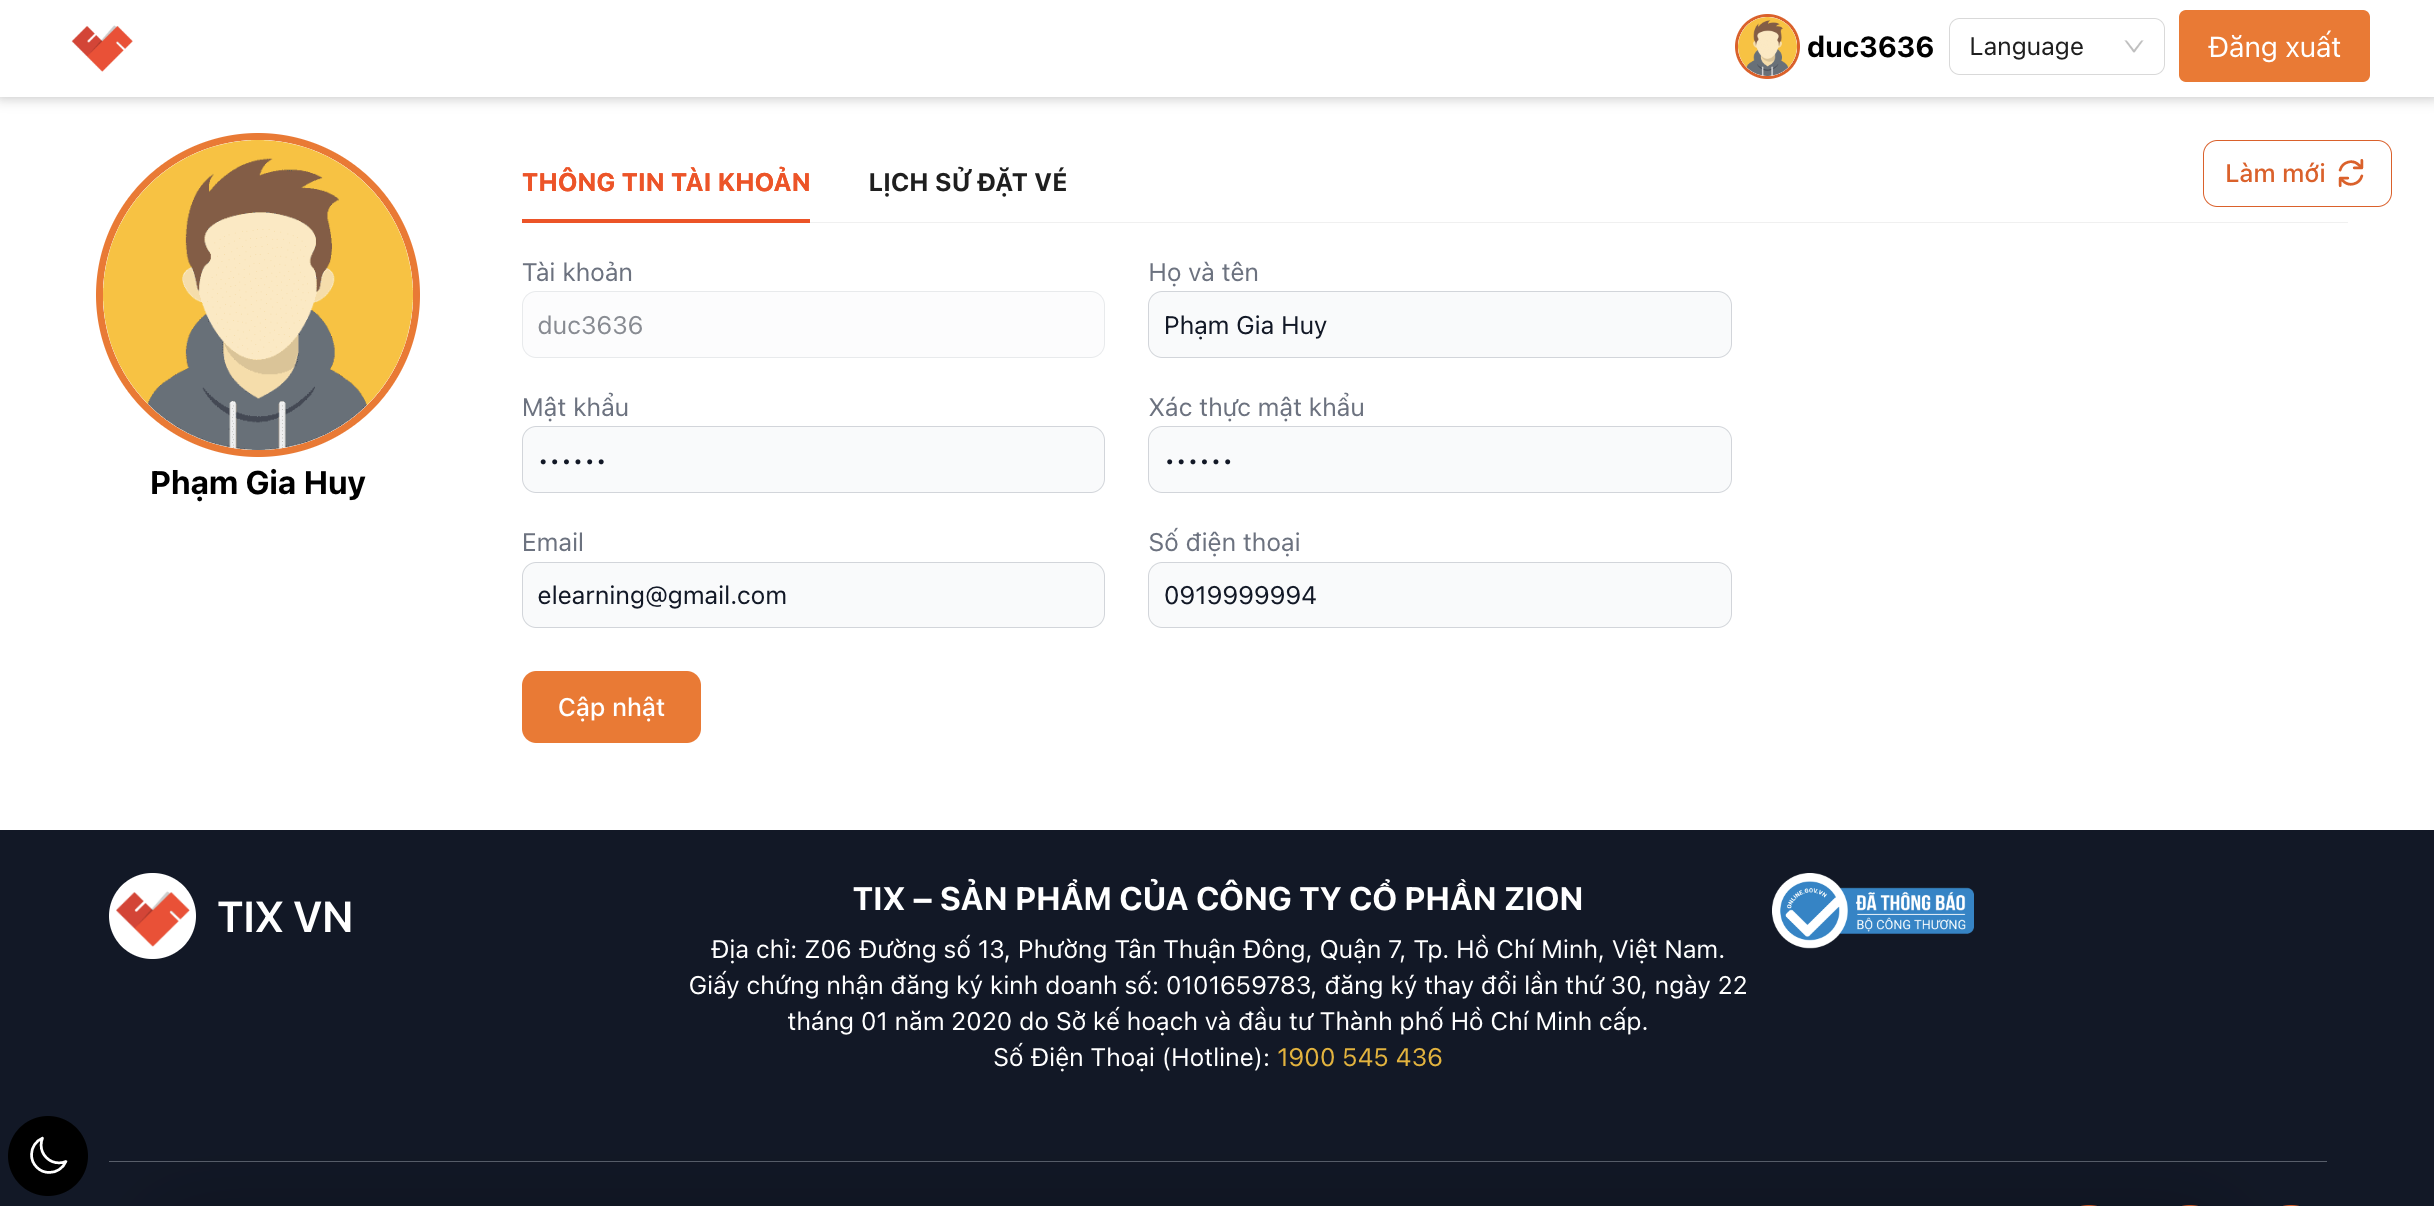 duc3636
Language
Đăng xuất
THÔNG TIN TÀI KHOẢN
LỊCH SỬ ĐẶT VÉ
Làm mới
Phạm Gia Huy
Tài khoản
duc3636
Họ và tên
Phạm Gia Huy
Mật khẩu
••••••
Xác thực mật khẩu
••••••
Email
elearning@gmail.com
Số điện thoại
0919999994
Cập nhật
TIX VN
TIX – SẢN PHẨM CỦA CÔNG TY CỔ PHẦN ZION
Địa chỉ: Z06 Đường số 13, Phường Tân Thuận Đông, Quận 7, Tp. Hồ Chí Minh, Việt Nam.
Giấy chứng nhận đăng ký kinh doanh số: 0101659783, đăng ký thay đổi lần thứ 30, ngày 22
tháng 01 năm 2020 do Sở kế hoạch và đầu tư Thành phố Hồ Chí Minh cấp.
Số Điện Thoại (Hotline): 1900 545 436
ONLINE.GOV.VN
ĐÃ THÔNG BÁO
BỘ CÔNG THƯƠNG